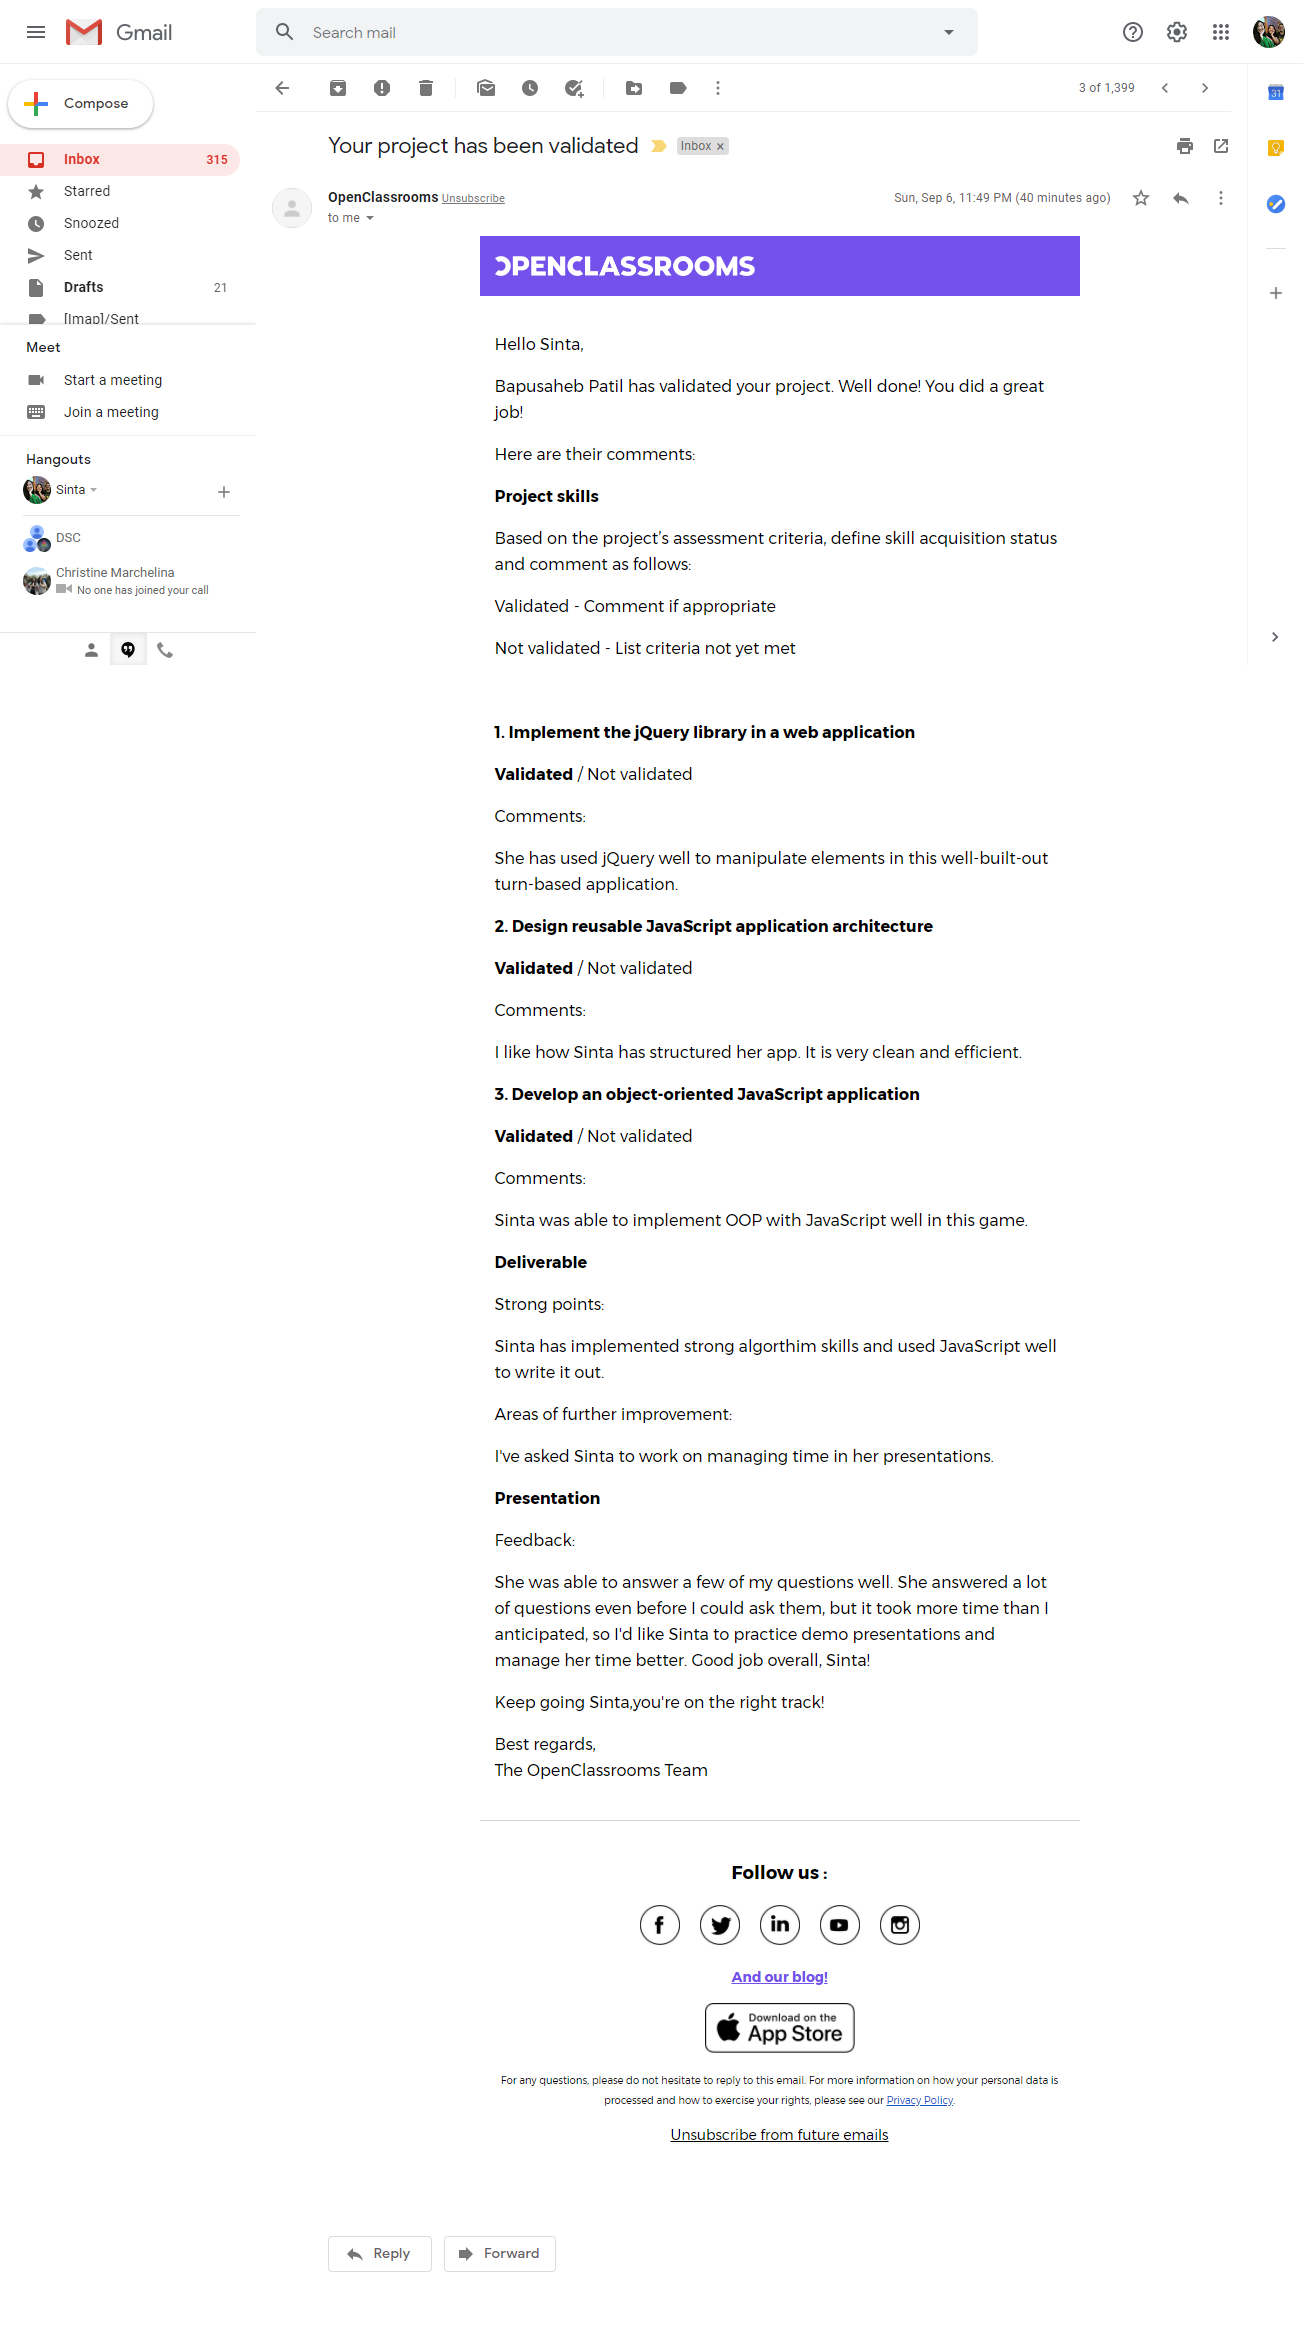 Gmail
Search mail
Compose
3 of 1,399
31
Inbox 315
Starred
Snoozed
Sent
Drafts 21
[Imap]/Sent
Meet
Start a meeting
Join a meeting
Hangouts
Sinta
DSC
Christine Marchelina
No one has joined your call
Your project has been validated
Inbox ×
OpenClassrooms Unsubscribe
Sun, Sep 6, 11:49 PM (40 minutes ago)
to me
OPENCLASSROOMS
Hello Sinta,
Bapusaheb Patil has validated your project. Well done! You did a great
job!
Here are their comments:
Project skills
Based on the project’s assessment criteria, define skill acquisition status
and comment as follows:
Validated - Comment if appropriate
Not validated - List criteria not yet met
1. Implement the jQuery library in a web application
Validated / Not validated
Comments:
She has used jQuery well to manipulate elements in this well-built-out
turn-based application.
2. Design reusable JavaScript application architecture
Validated / Not validated
Comments:
I like how Sinta has structured her app. It is very clean and efficient.
3. Develop an object-oriented JavaScript application
Validated / Not validated
Comments:
Sinta was able to implement OOP with JavaScript well in this game.
Deliverable
Strong points:
Sinta has implemented strong algorthim skills and used JavaScript well
to write it out.
Areas of further improvement:
I've asked Sinta to work on managing time in her presentations.
Presentation
Feedback:
She was able to answer a few of my questions well. She answered a lot
of questions even before I could ask them, but it took more time than I
anticipated, so I'd like Sinta to practice demo presentations and
manage her time better. Good job overall, Sinta!
Keep going Sinta,you're on the right track!
Best regards,
The OpenClassrooms Team
Follow us :
And our blog!
Download on the
App Store
For any questions, please do not hesitate to reply to this email. For more information on how your personal data is
processed and how to exercise your rights, please see our Privacy Policy.
Unsubscribe from future emails
Reply
Forward